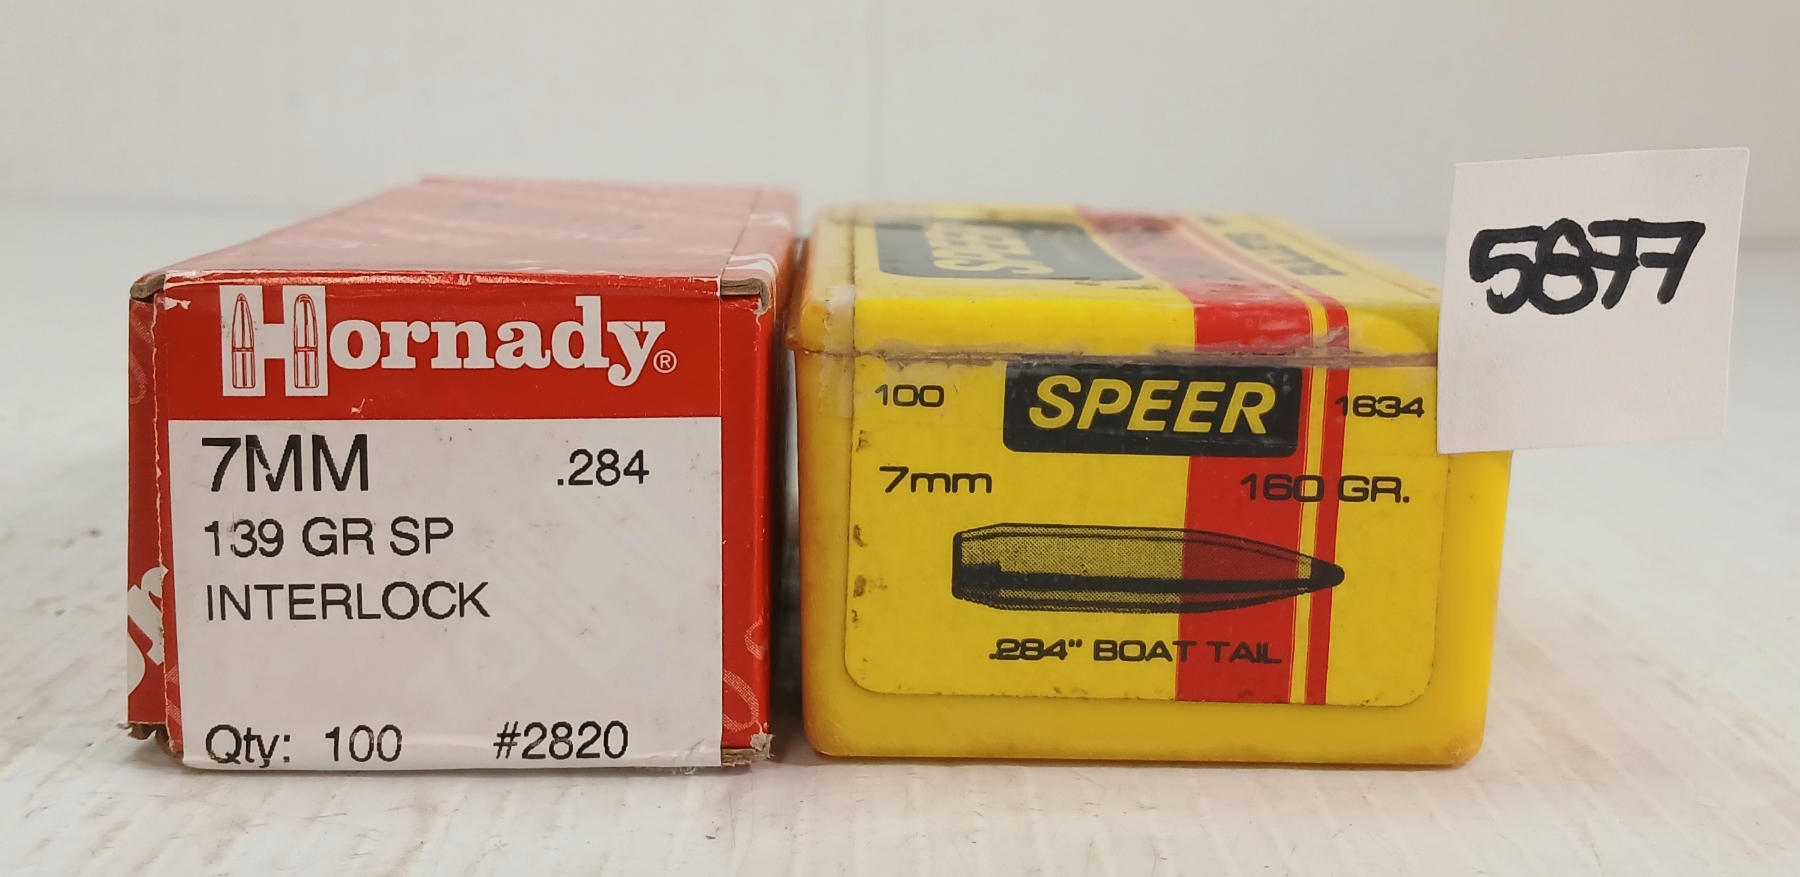 Hornady®
7MM .284
139 GR SP
INTERLOCK
Qty: 100 #2820
SPEER
100 SPEER 1634
7mm 160 GR.
.284" BOAT TAIL
5877